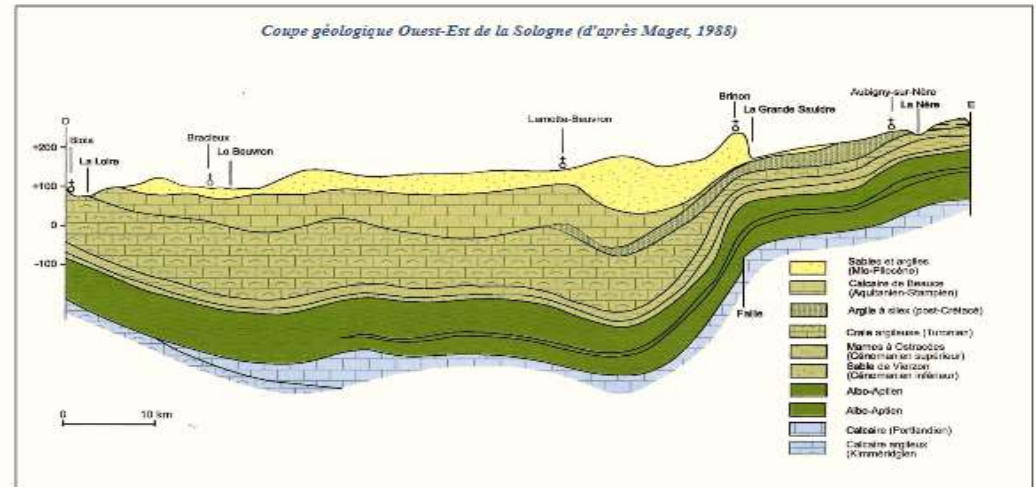 Coupe géologique Ouest-Est de la Sologne (d'après Maget, 1988)
Aubigny-sur-Nère
Brinon
La Nère
La Grande Sauldre
E
O
Lamotte-Beuvron
Blois
Bracieux
La Loire
Le Beuvron
+200
+100
0
-100
Sables et argiles
(Mio-Pliocène)
Calcaire de Beauce
(Aquitanien-Stampien)
Argile à silex (post-Crétacé)
Craie argileuse (Turonien)
Marnes à Ostracées
(Cénomanien supérieur)
Sable de Vierzon
(Cénomanien inférieur)
Albo-Aptien
Albo-Aptien
Calcaire (Portlandien)
Calcaire argileux
(Kimméridgien
Faille
0 10 km